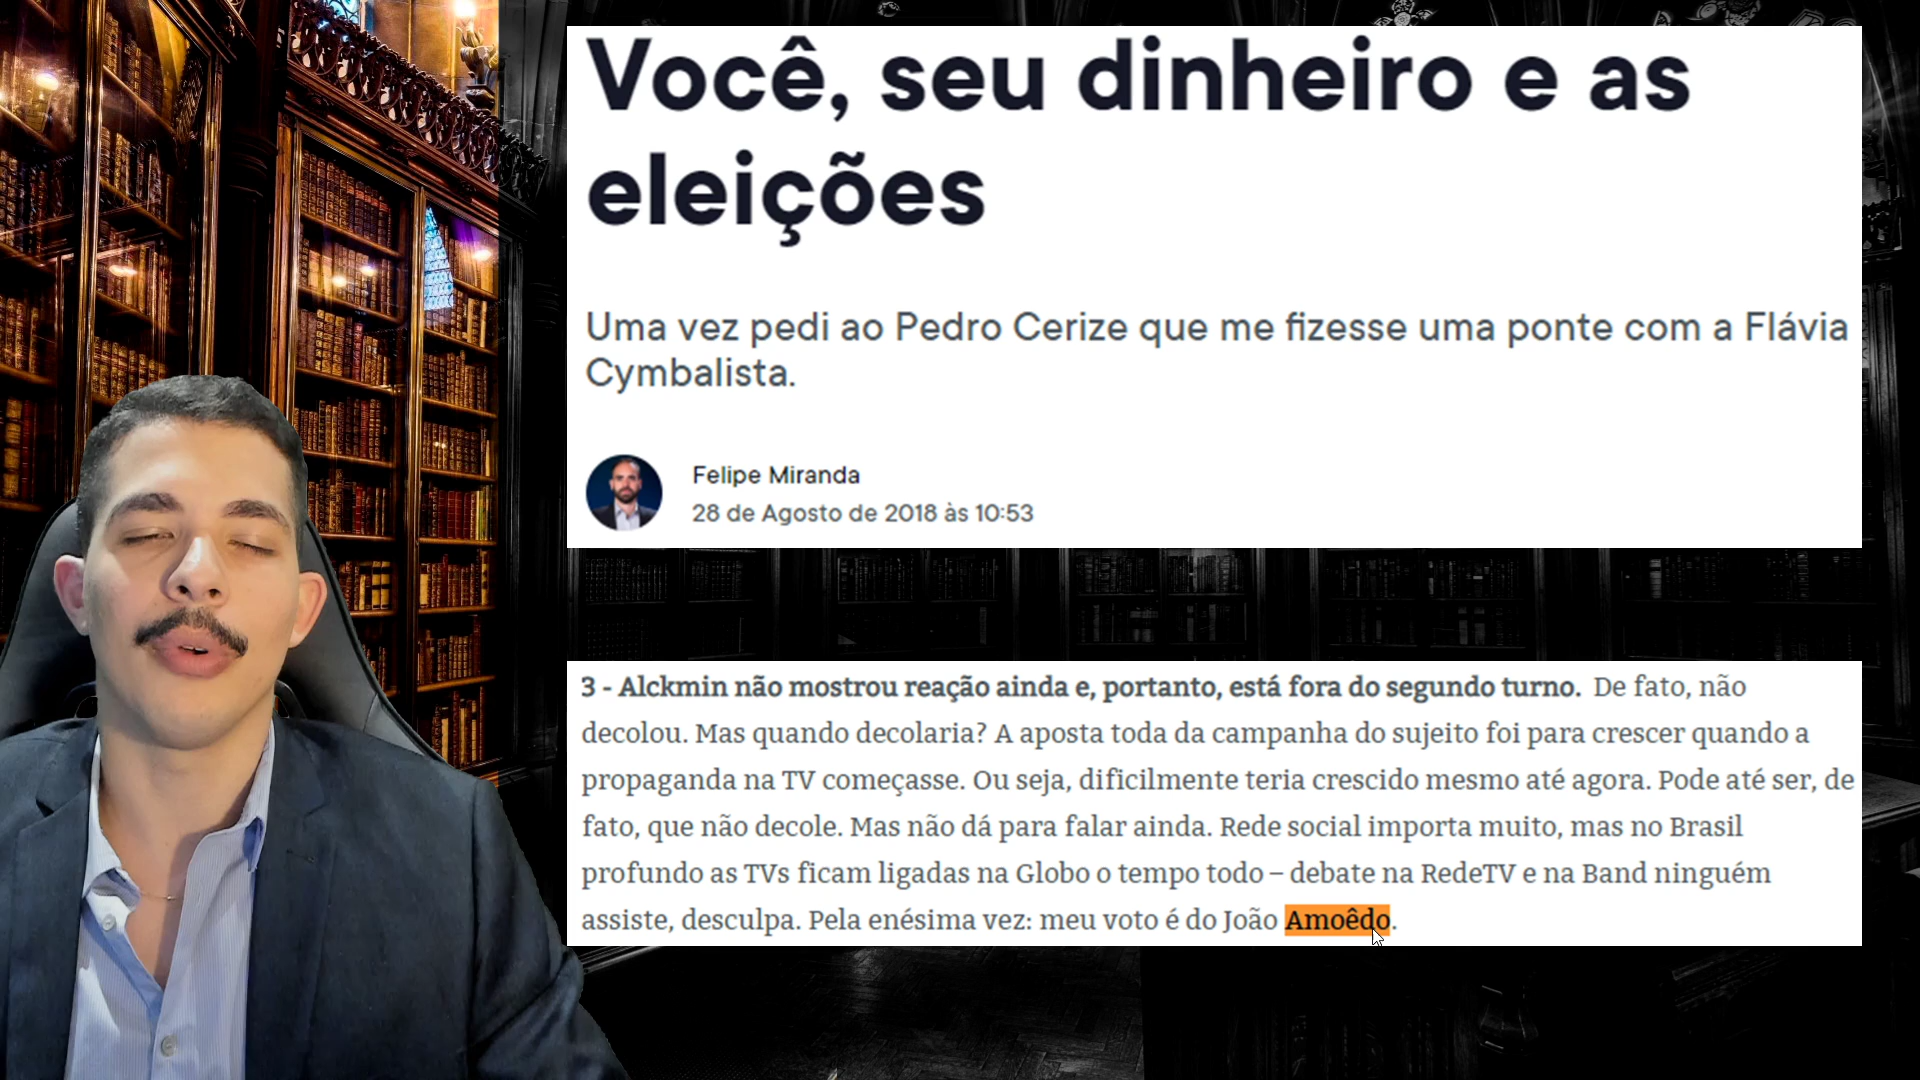 Você, seu dinheiro e as
eleições
Uma vez pedi ao Pedro Cerize que me fizesse uma ponte com a Flávia
Cymbalista.
Felipe Miranda
28 de Agosto de 2018 às 10:53
3 - Alckmin não mostrou reação ainda e, portanto, está fora do segundo turno. De fato, não
decolou. Mas quando decolaria? A aposta toda da campanha do sujeito foi para crescer quando a
propaganda na TV começasse. Ou seja, dificilmente teria crescido mesmo até agora. Pode até ser, de
fato, que não decole. Mas não dá para falar ainda. Rede social importa muito, mas no Brasil
profundo as TVs ficam ligadas na Globo o tempo todo – debate na RedeTV e na Band ninguém
assiste, desculpa. Pela enésima vez: meu voto é do João Amoêdo.